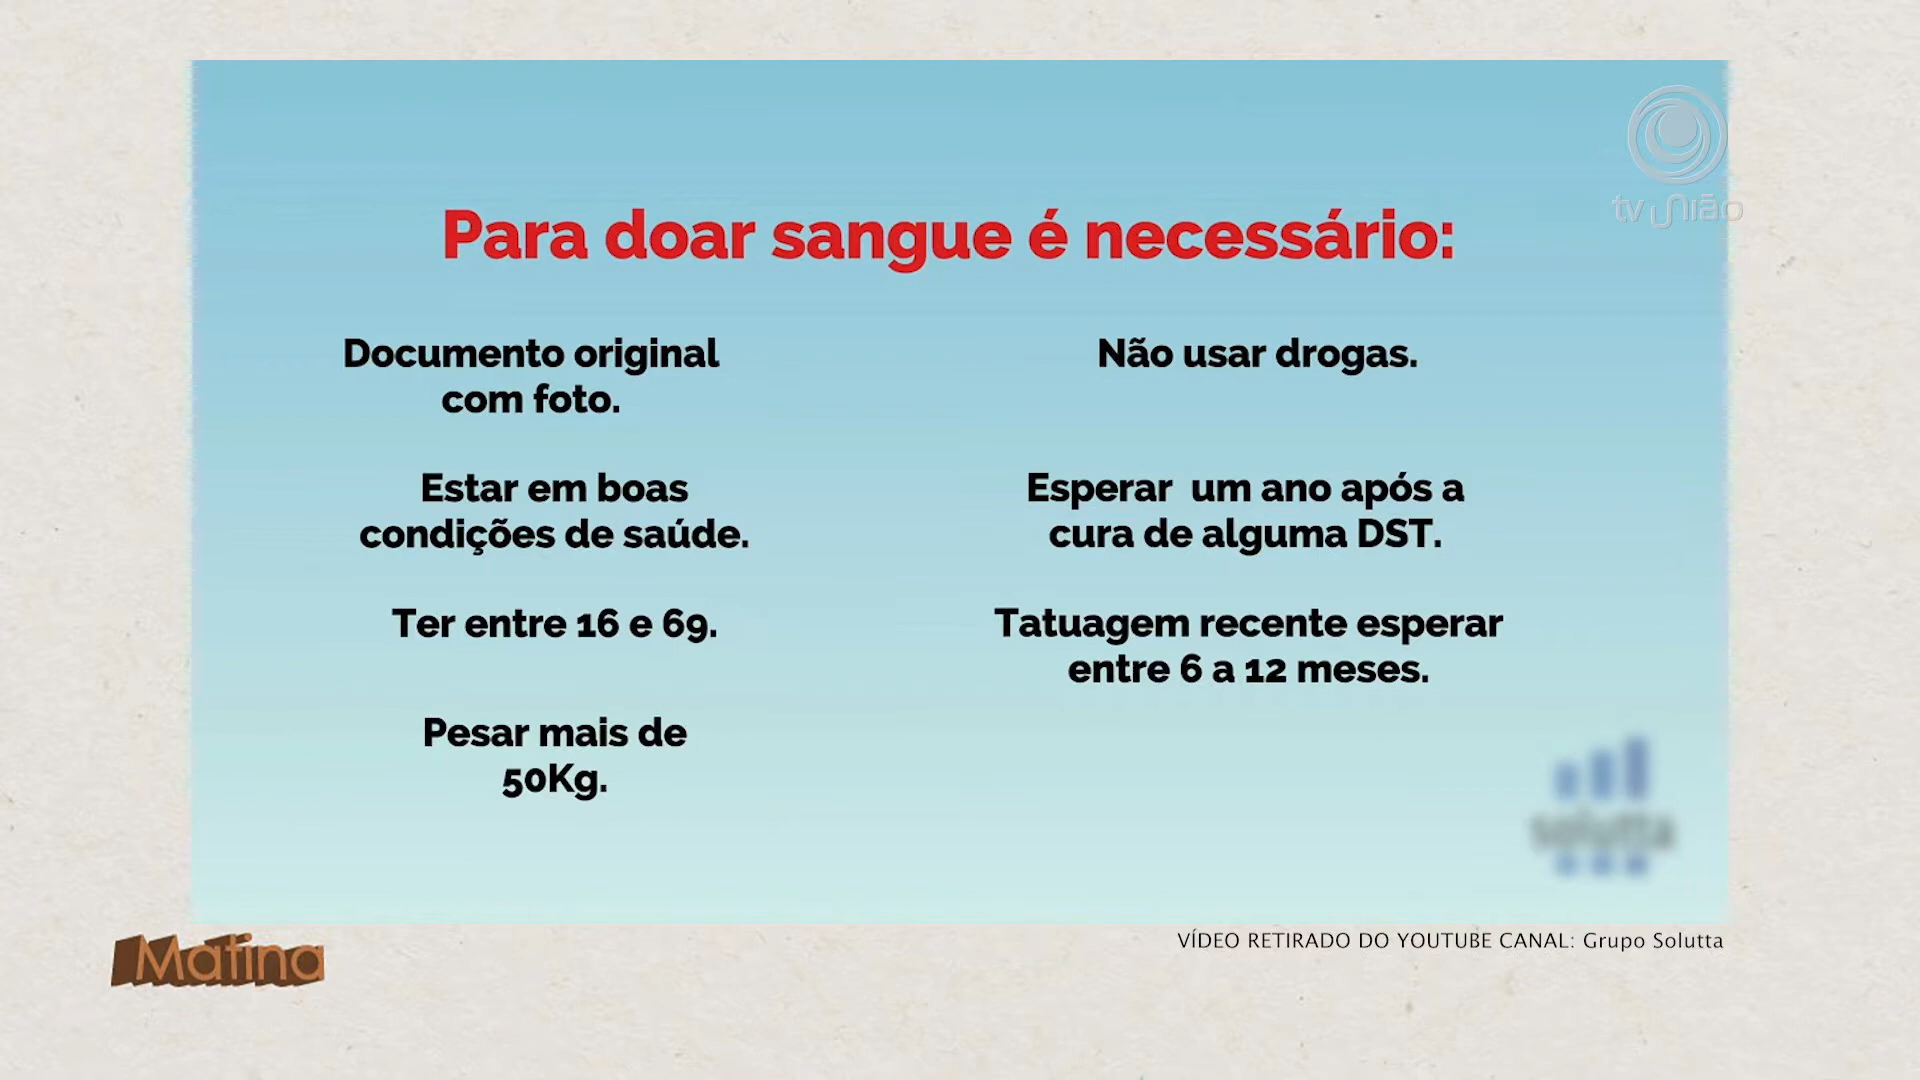 tv união
Para doar sangue é necessário:
Documento original
com foto.
Estar em boas
condições de saúde.
Ter entre 16 e 69.
Pesar mais de
50Kg.
Não usar drogas.
Esperar  um ano após a
cura de alguma DST.
Tatuagem recente esperar
entre 6 a 12 meses.
solutta
Matina
VÍDEO RETIRADO DO YOUTUBE CANAL: Grupo Solutta